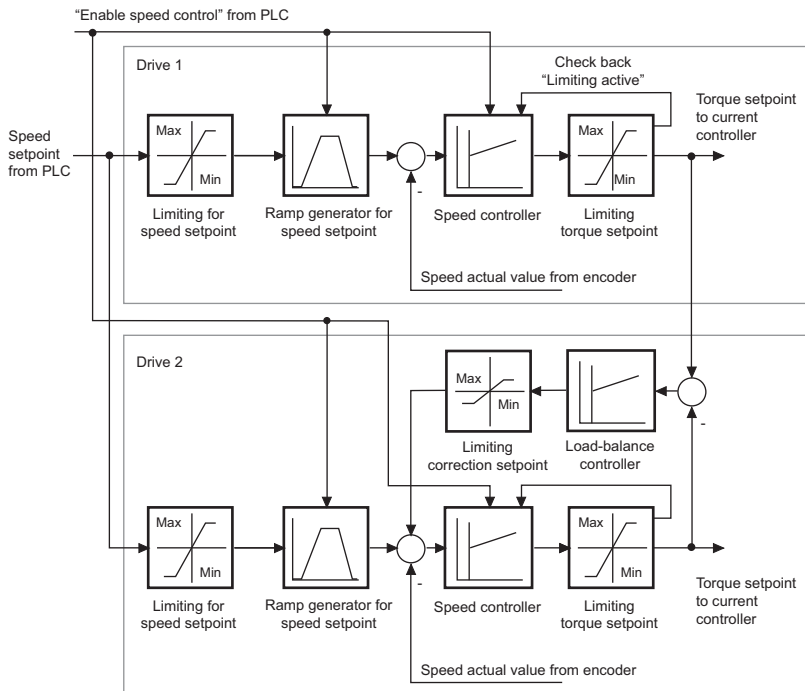 “Enable speed control” from PLC
Drive 1
Check back
“Limiting active”
Torque setpoint
to current
controller
Speed
setpoint
from PLC
Max
Min
Max
Min
-
Limiting for
speed setpoint
Ramp generator for
speed setpoint
Speed controller
Limiting
torque setpoint
Speed actual value from encoder
Drive 2
Max
Min
-
Limiting
correction setpoint
Load-balance
controller
Max
Min
Max
Min
-
Limiting for
speed setpoint
Ramp generator for
speed setpoint
Speed controller
Limiting
torque setpoint
Torque setpoint
to current
controller
Speed actual value from encoder